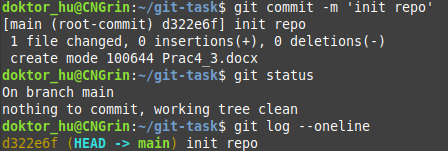 doktor_hu@CNGrin:~/git-task$ git commit -m 'init repo'
[main (root-commit) d322e6f] init repo
1 file changed, 0 insertions(+), 0 deletions(-)
create mode 100644 Prac4_3.docx
doktor_hu@CNGrin:~/git-task$ git status
On branch main
nothing to commit, working tree clean
doktor_hu@CNGrin:~/git-task$ git log --oneline
d322e6f (HEAD -> main) init repo